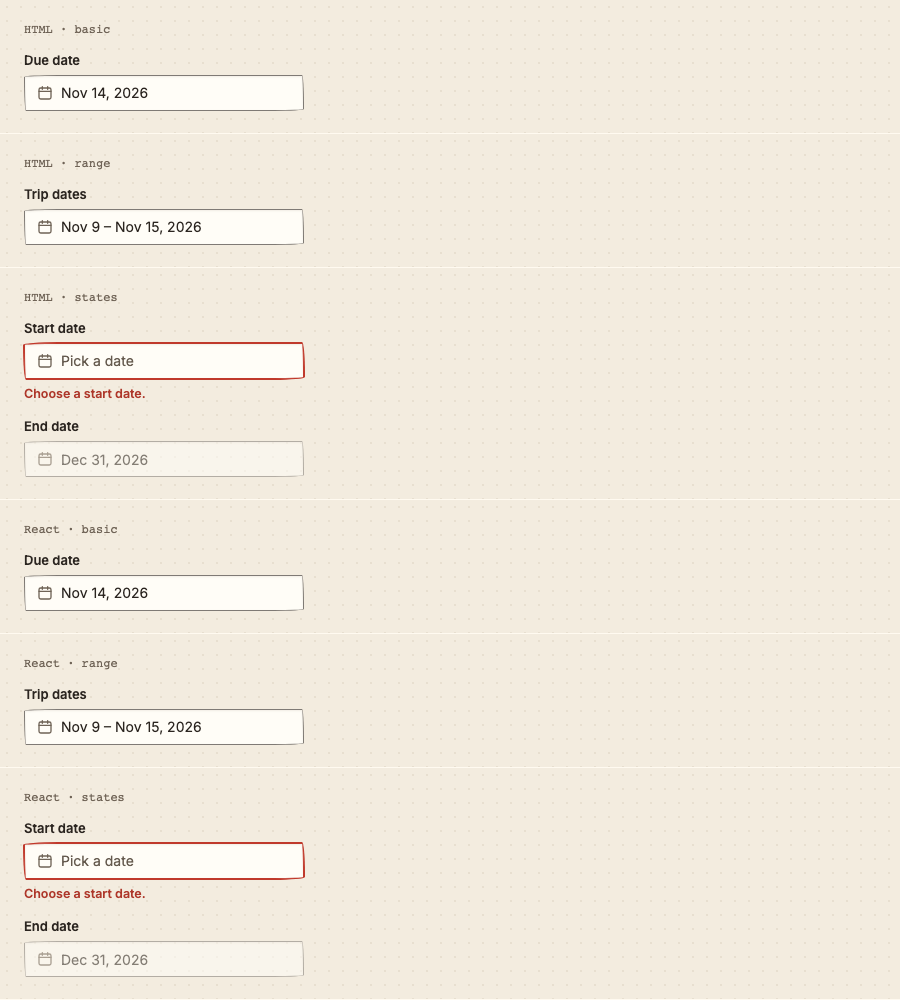 HTML · basic
Due date
Nov 14, 2026
HTML · range
Trip dates
Nov 9 – Nov 15, 2026
HTML · states
Start date
Pick a date
Choose a start date.
End date
Dec 31, 2026
React · basic
Due date
Nov 14, 2026
React · range
Trip dates
Nov 9 – Nov 15, 2026
React · states
Start date
Pick a date
Choose a start date.
End date
Dec 31, 2026